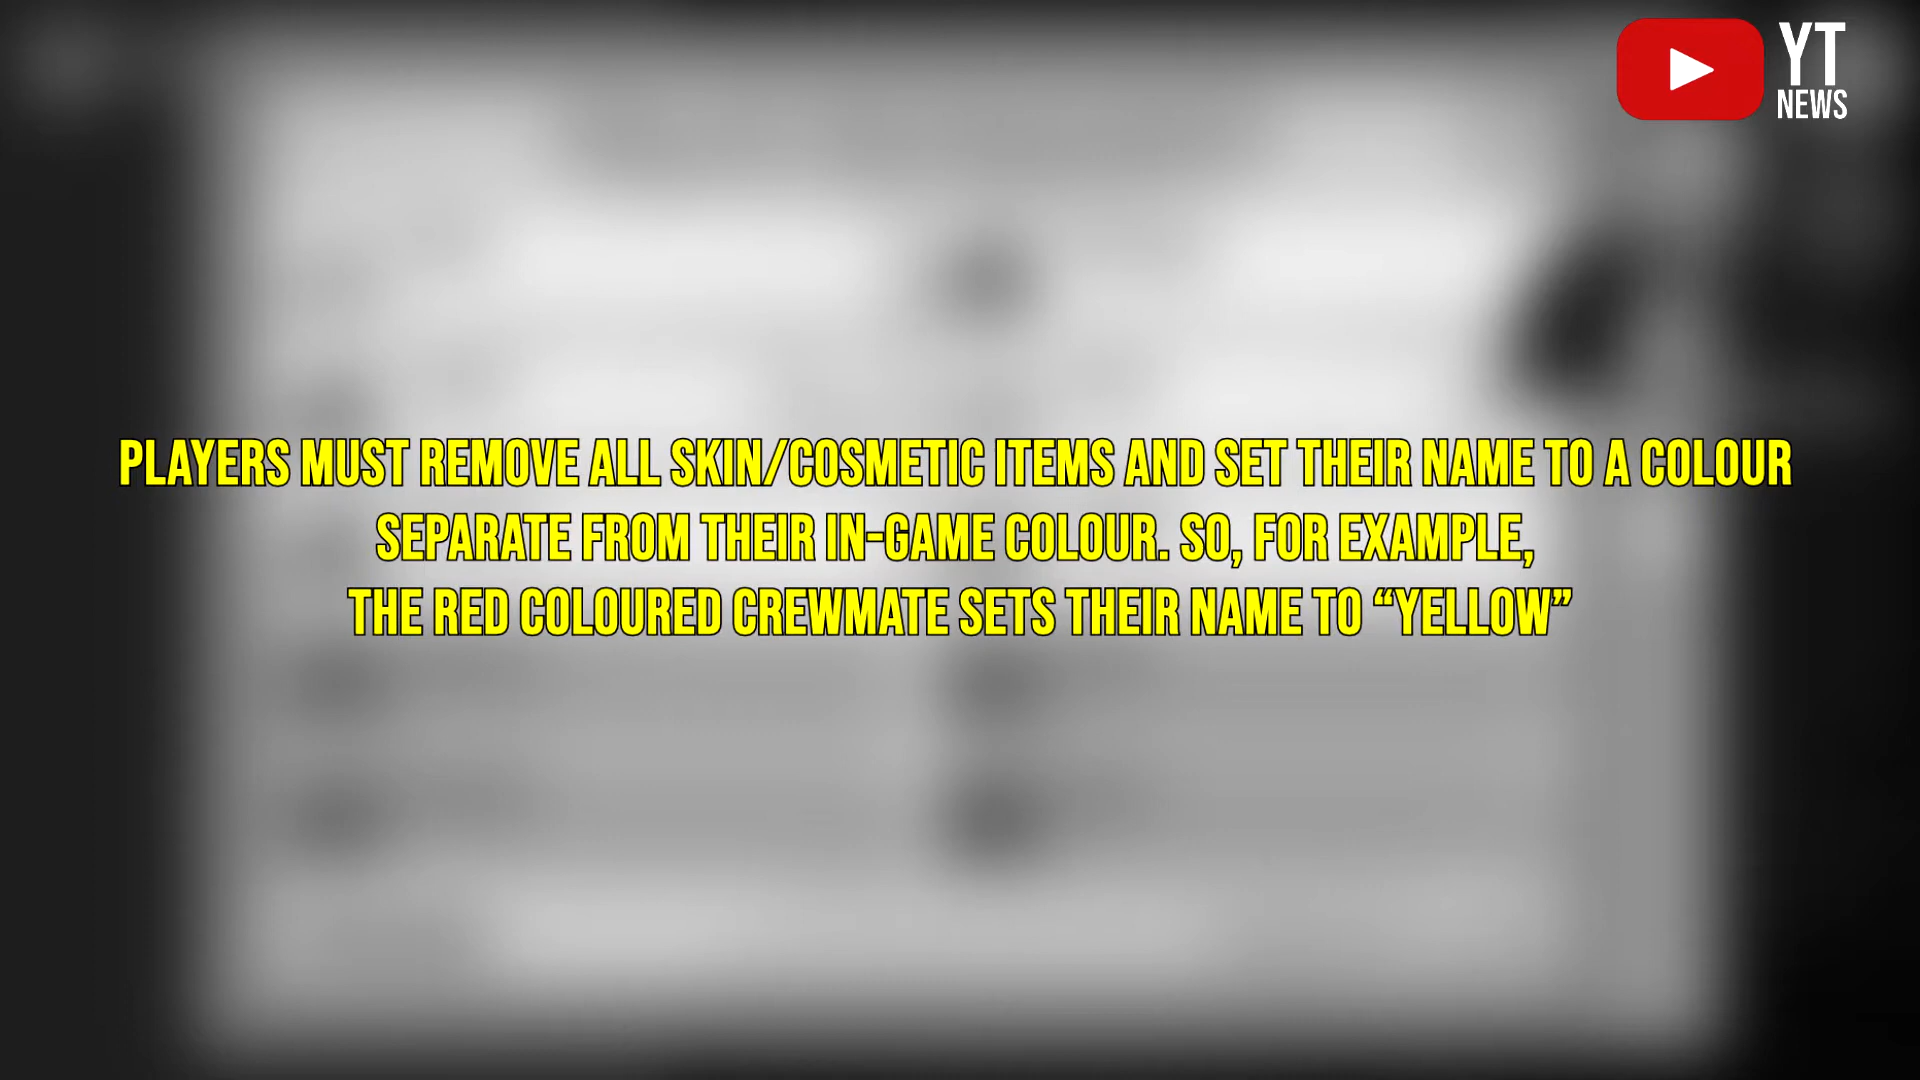 YT
NEWS
PLAYERS MUST REMOVE ALL SKIN/COSMETIC ITEMS AND SET THEIR NAME TO A COLOUR
SEPARATE FROM THEIR IN-GAME COLOUR. SO, FOR EXAMPLE,
THE RED COLOURED CREWMATE SETS THEIR NAME TO “YELLOW”